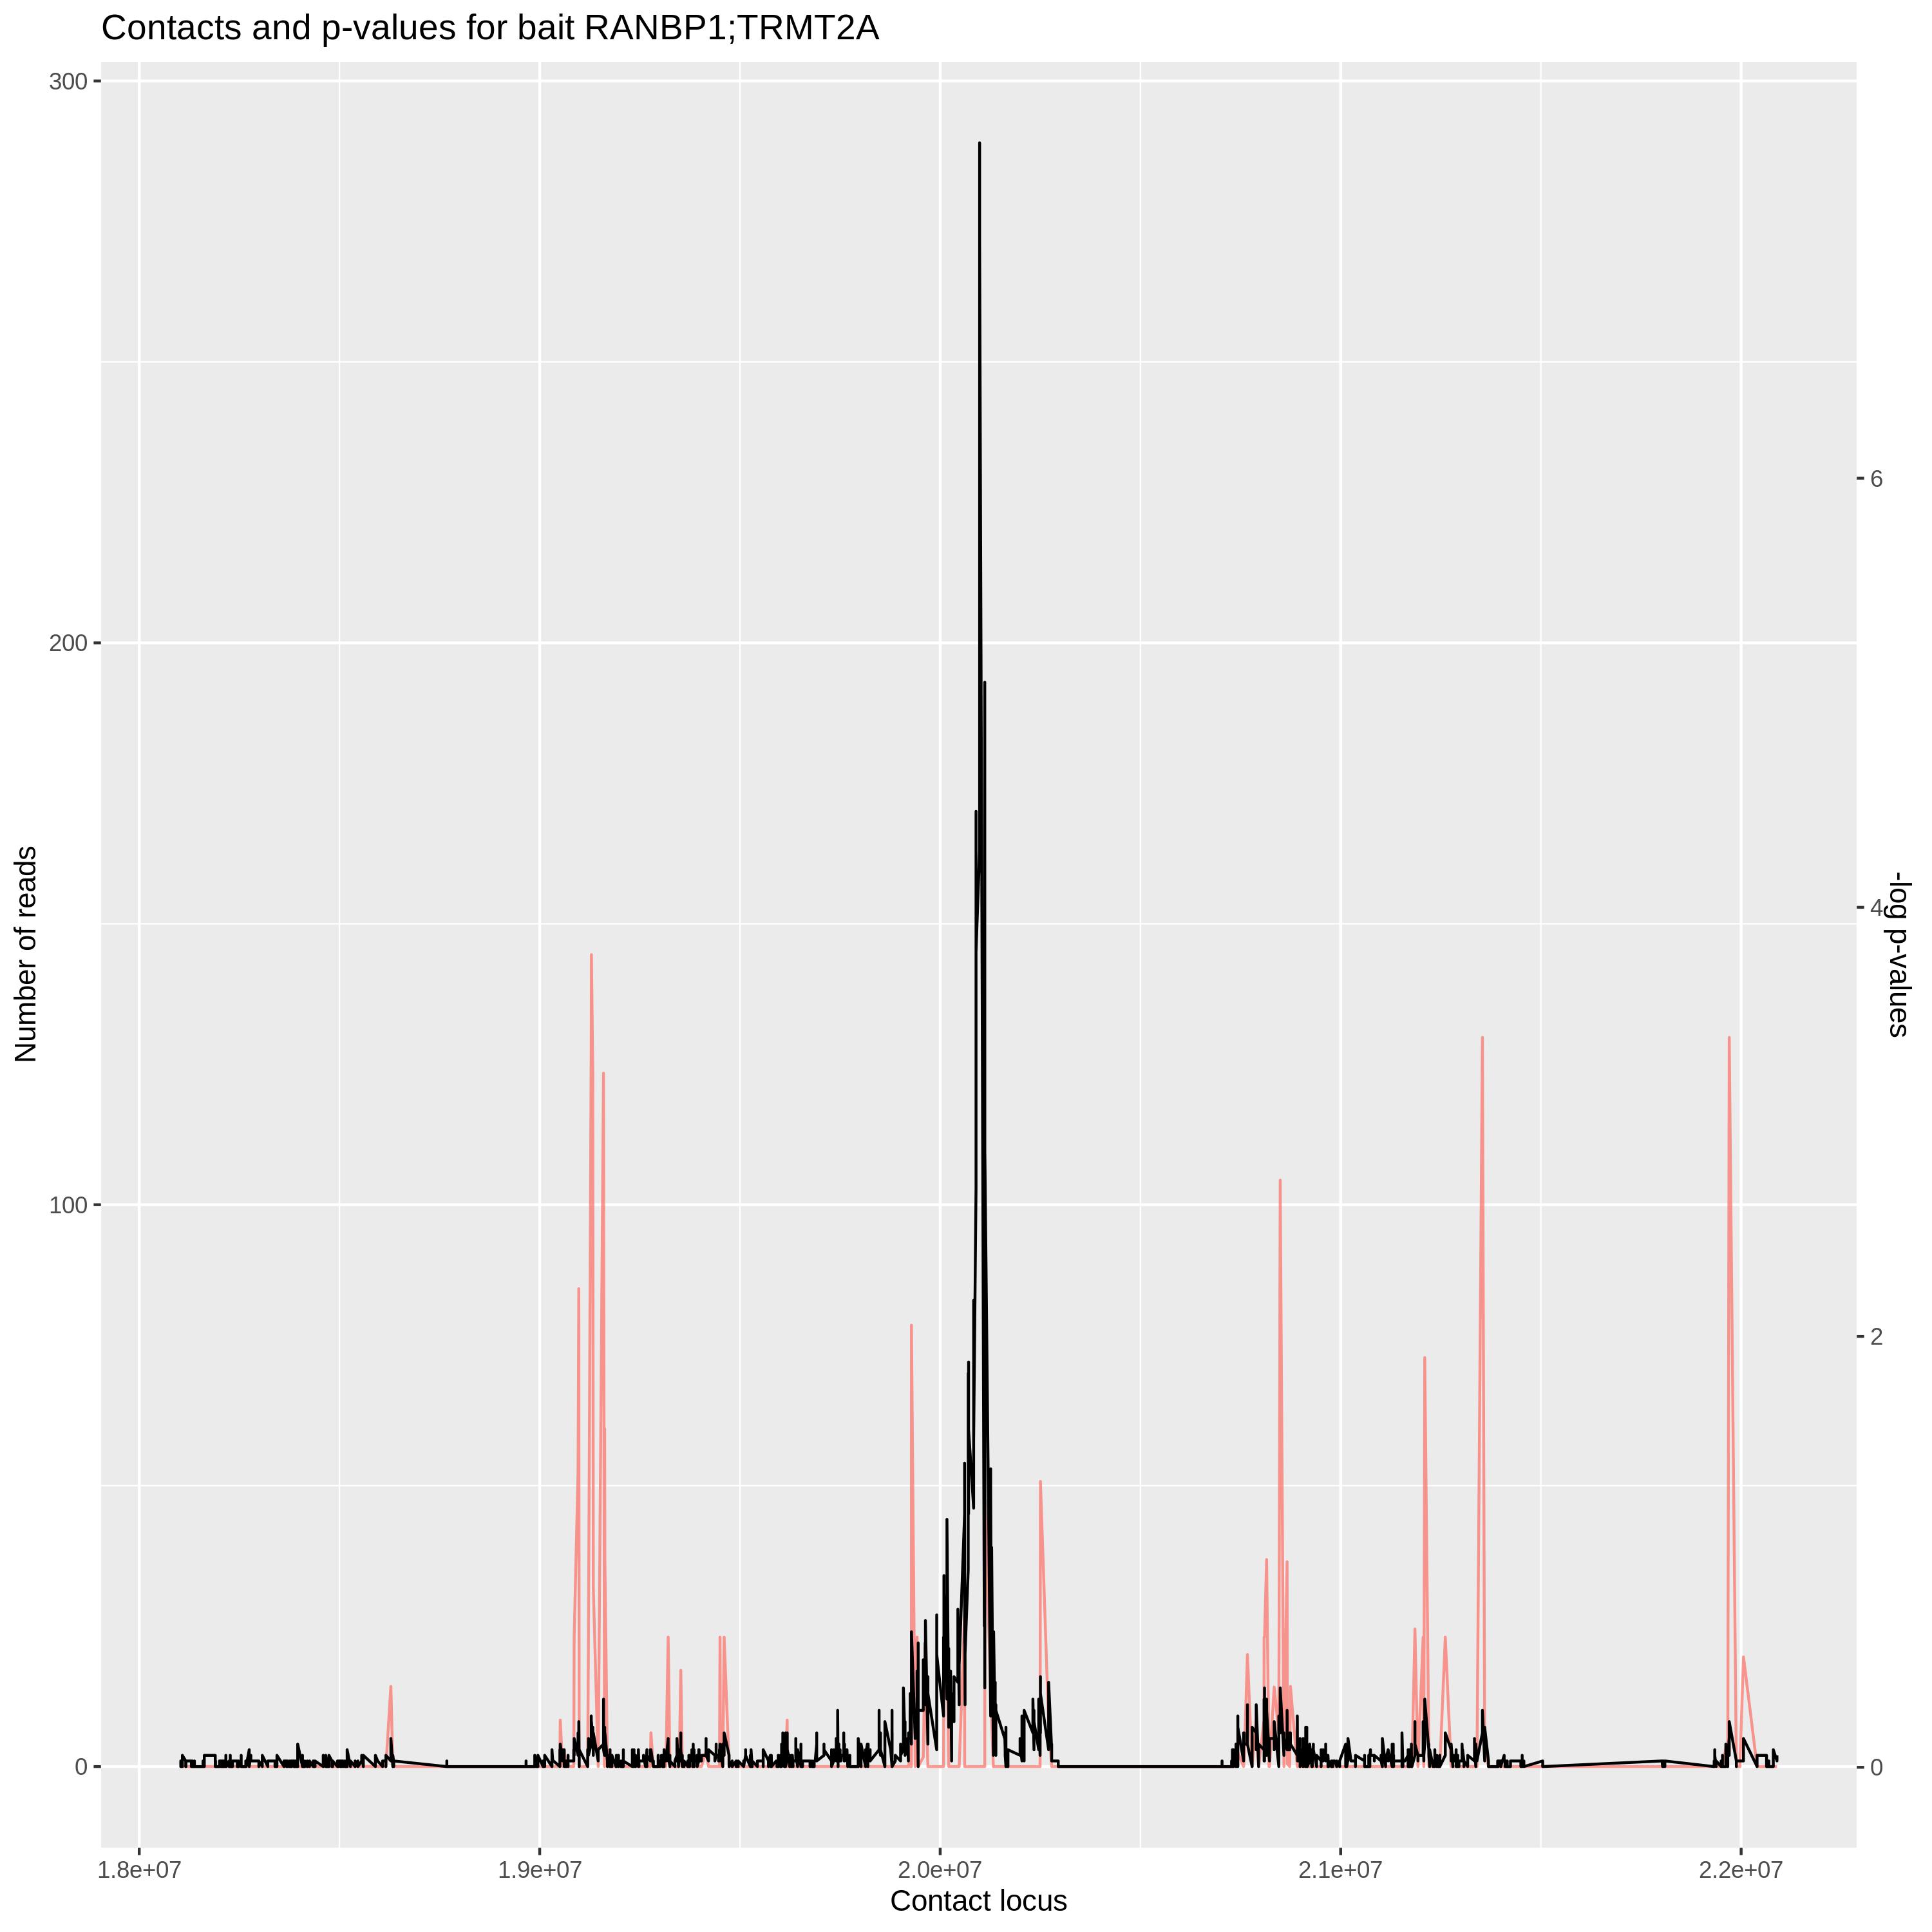 Contacts and p-values for bait RANBP1;TRMT2A
300
200
100
0
Number of reads
6
4
2
0
-log p-values
1.8e+07
1.9e+07
2.0e+07
2.1e+07
2.2e+07
Contact locus